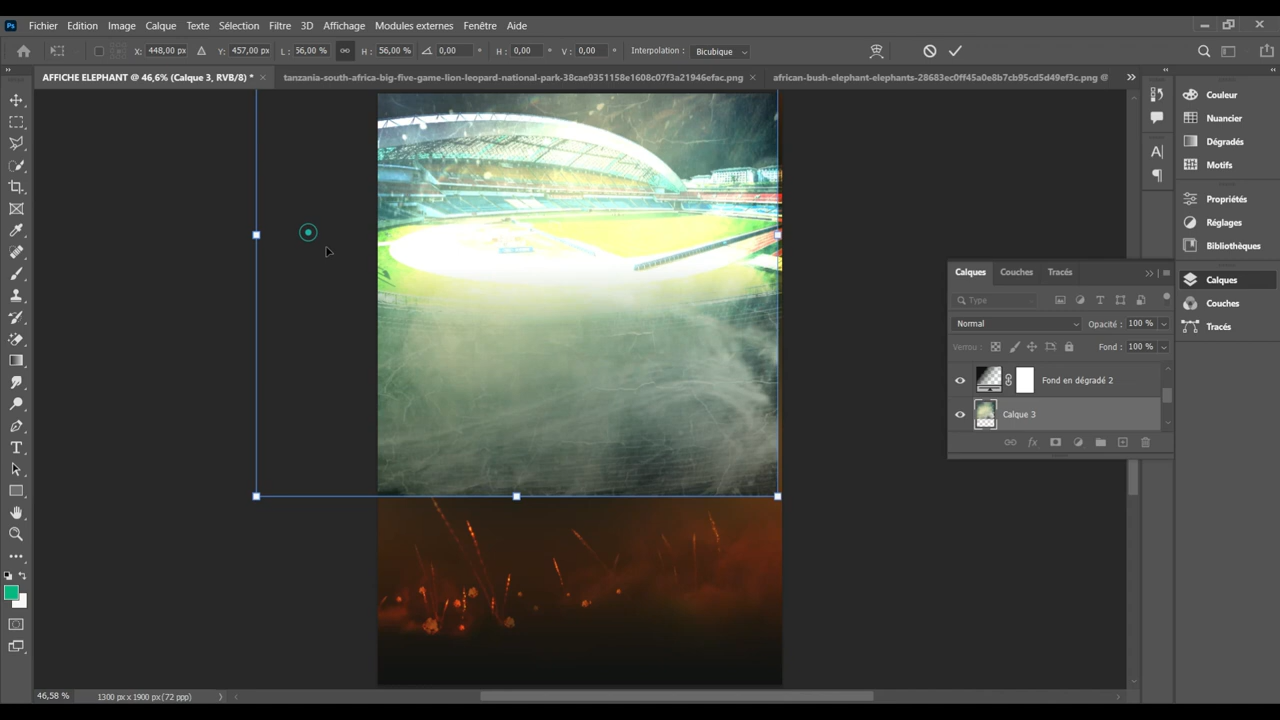 Ps Fichier Edition Image Calque Texte Sélection Filtre 3D Affichage Modules externes Fenêtre Aide
X: 448,00 px Y: 457,00 px L: 56,00 % H: 56,00 % 0,00 ° H: 0,00 ° V: 0,00 ° Interpolation : Bicubique
AFFICHE ELEPHANT @ 46,6% (Calque 3, RVB/8) * × tanzania-south-africa-big-five-game-lion-leopard-national-park-38cae9351158e1608c07f3a21946efac.png × african-bush-elephant-elephants-28683ec0ff45a0e8b7cb95cd5d49ef3c.png @
Couleur
Nuancier
Dégradés
Motifs
Propriétés
Réglages
Bibliothèques
Calques
Couches
Tracés
Calques Couches Tracés
Type
Normal Opacité : 100 %
Verrou : Fond : 100 %
Fond en dégradé 2
Calque 3
46,58 % 1300 px x 1900 px (72 ppp)